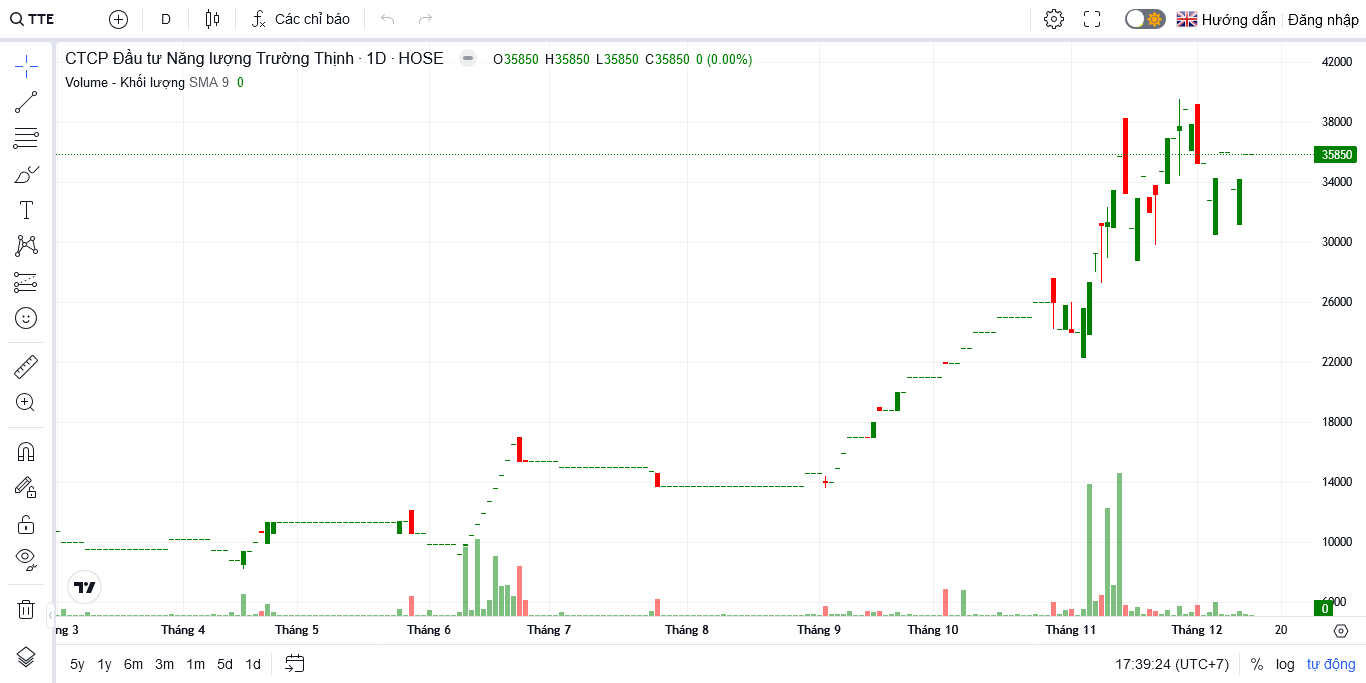 TTE D Các chỉ báo Hướng dẫn Đăng nhập
CTCP Đầu tư Năng lượng Trường Thịnh · 1D · HOSE O35850 H35850 L35850 C35850 0 (0.00%)
Volume - Khối lượng SMA 9 0
42000
38000
35850
34000
30000
26000
22000
18000
14000
10000
6000
0
ng 3 Tháng 4 Tháng 5 Tháng 6 Tháng 7 Tháng 8 Tháng 9 Tháng 10 Tháng 11 Tháng 12 20
5y 1y 6m 3m 1m 5d 1d 17:39:24 (UTC+7) % log tự động